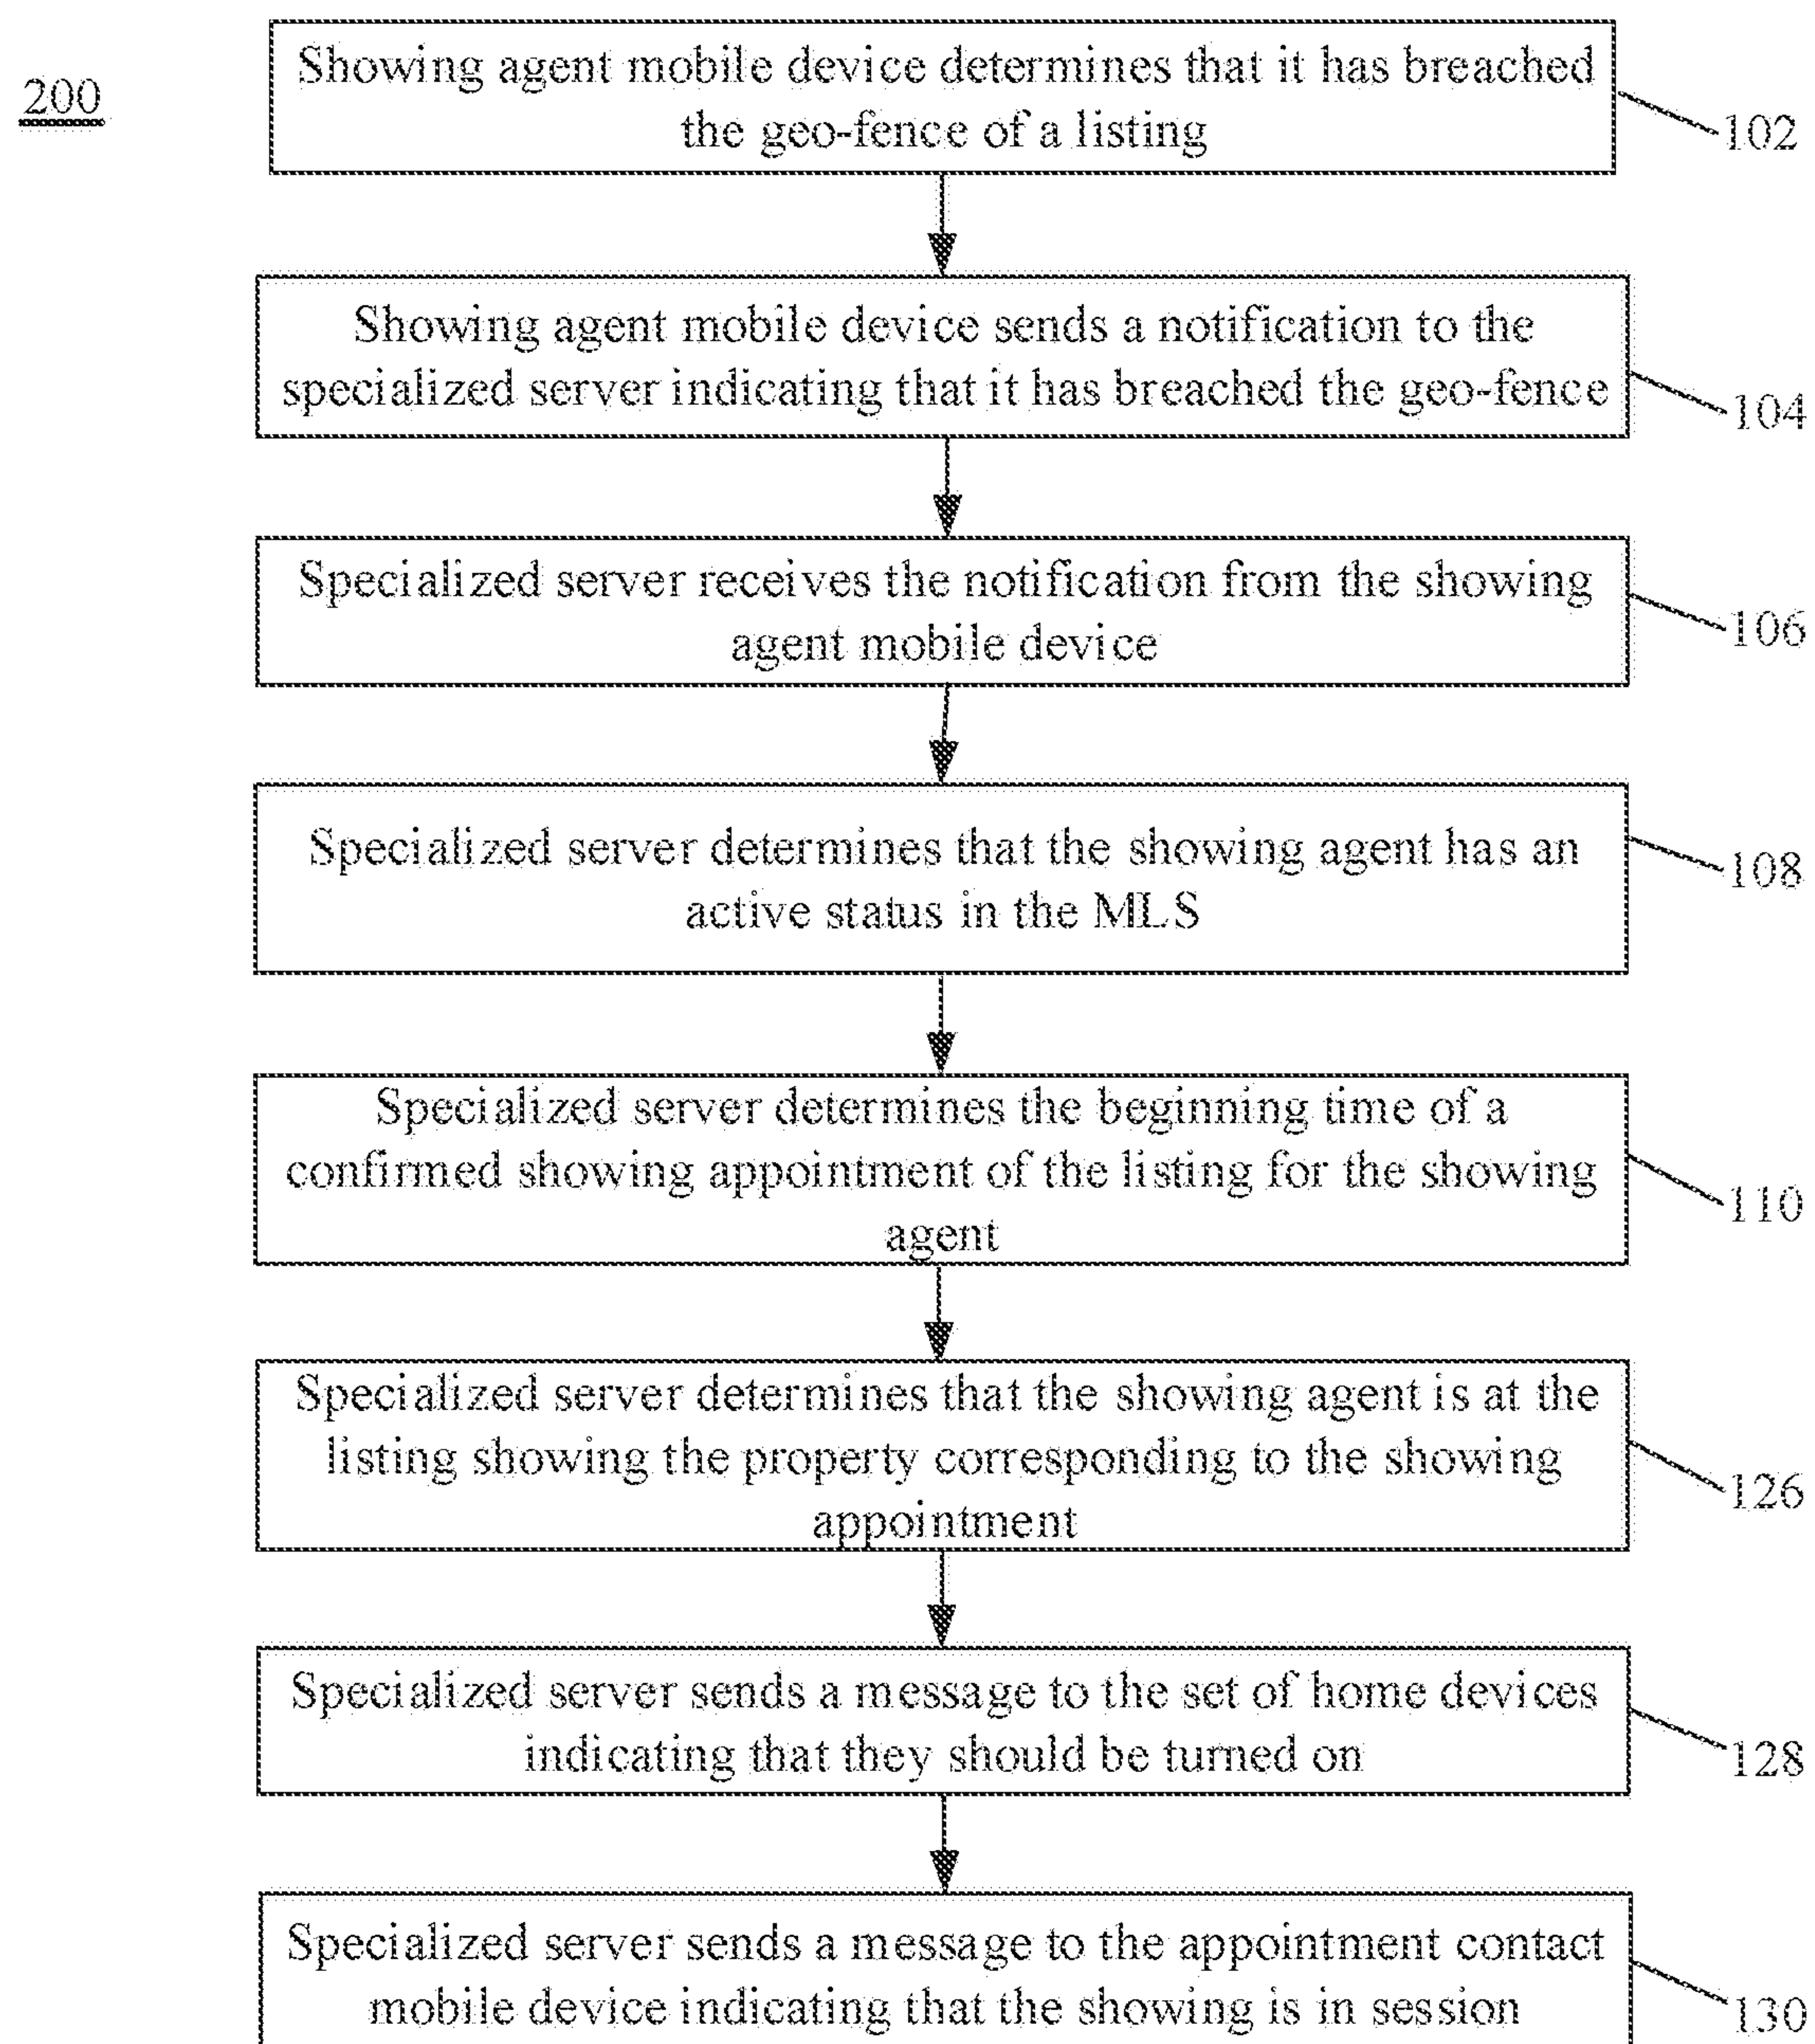 200
Showing agent mobile device determines that it has breached
the geo-fence of a listing
102
Showing agent mobile device sends a notification to the
specialized server indicating that it has breached the geo-fence
104
Specialized server receives the notification from the showing
agent mobile device
106
Specialized server determines that the showing agent has an
active status in the MLS
108
Specialized server determines the beginning time of a
confirmed showing appointment of the listing for the showing
agent
110
Specialized server determines that the showing agent is at the
listing showing the property corresponding to the showing
appointment
126
Specialized server sends a message to the set of home devices
indicating that they should be turned on
128
Specialized server sends a message to the appointment contact
mobile device indicating that the showing is in session
130